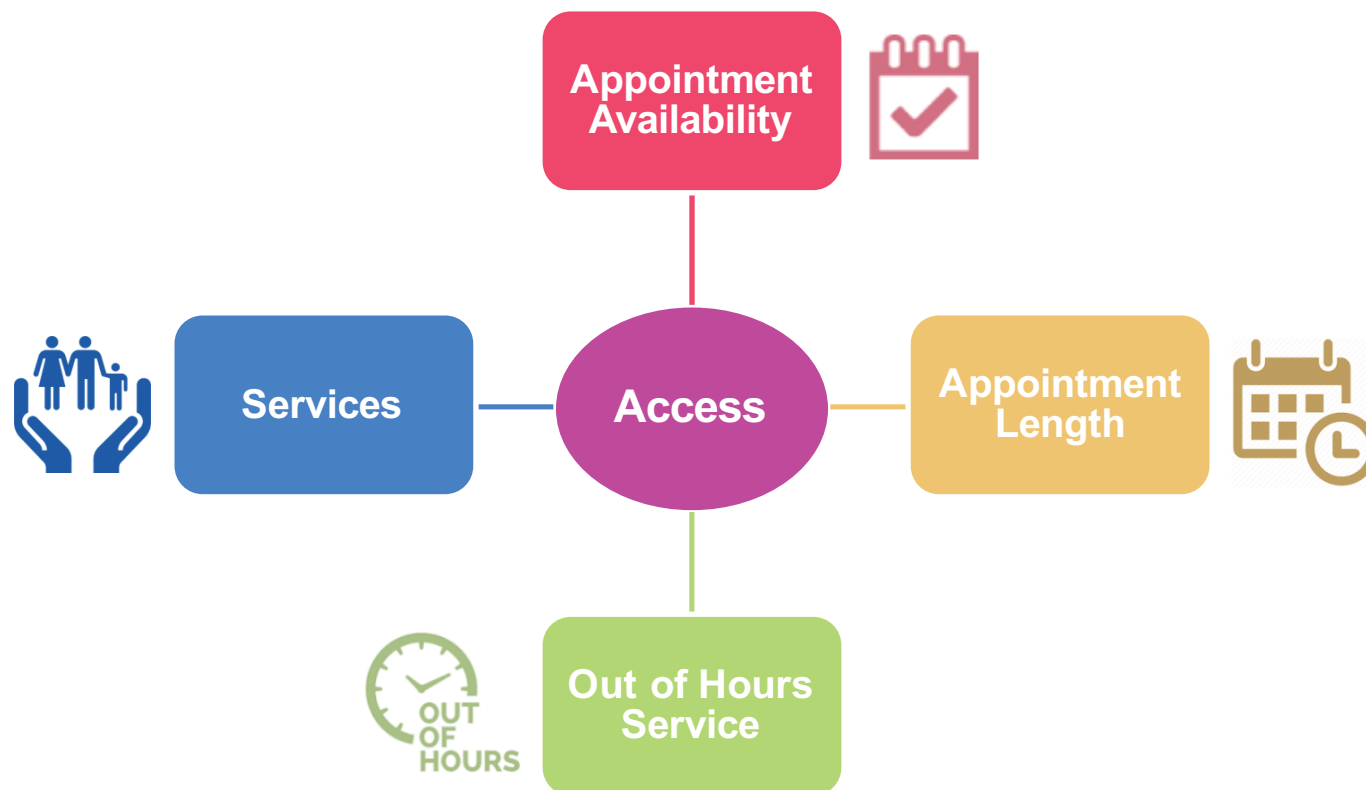 Appointment
Availability
Services
Access
Appointment
Length
OUT
OF
HOURS
Out of Hours
Service